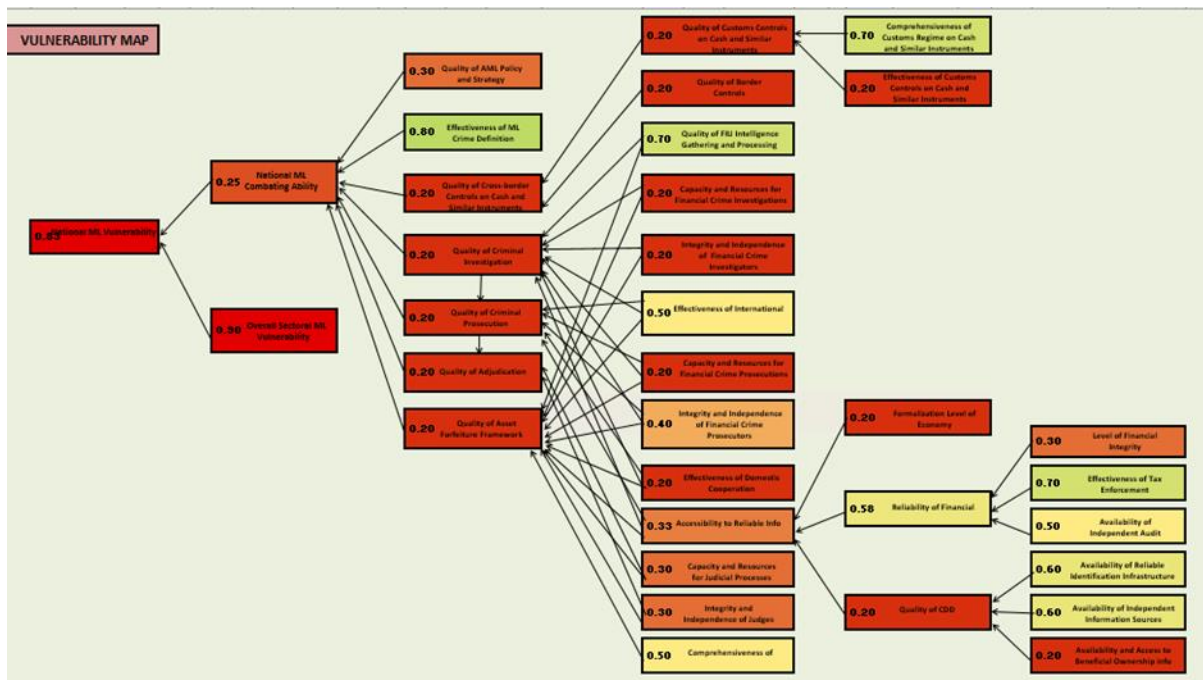 VULNERABILITY MAP
0.83 National ML Vulnerability
0.25 National ML
Combating Ability
Overall Sectoral ML
Vulnerability
0.30 Quality of AML Policy
and Strategy
0.80 Effectiveness of ML
Crime Definition
0.20 Quality of Cross-border
Controls on Cash and
Similar Instruments
0.20 Quality of Criminal
Investigation
0.20 Quality of Criminal
Prosecution
0.20 Quality of Adjudication
0.20 Quality of Asset
Forfeiture Framework
0.20 Quality of Customs Controls
on Cash and Similar
Instruments
0.20 Quality of Border
Controls
0.70 Quality of FIU Intelligence
Gathering and Processing
0.20 Capacity and Resources for
Financial Crime Investigations
0.20 Integrity and Independence
of Financial Crime
Investigators
0.50 Effectiveness of International
0.20 Capacity and Resources for
Financial Crime Prosecutions
0.40 Integrity and Independence
of Financial Crime
Prosecutors
0.20 Effectiveness of Domestic
Cooperation
0.33 Accessibility to Reliable Info
0.30 Capacity and Resources
for Judicial Processes
0.30 Integrity and
Independence of Judges
0.50 Comprehensiveness of
0.70 Comprehensiveness of
Customs Regime on Cash
and Similar Instruments
0.20 Effectiveness of Customs
Controls on Cash and
Similar Instruments
0.20 Formalization Level of
Economy
0.58 Reliability of Financial
0.20 Quality of CDD
0.30 Level of Financial
Integrity
0.70 Effectiveness of Tax
Enforcement
0.50 Availability of
Independent Audit
0.60 Availability of Reliable
Identification Infrastructure
0.60 Availability of Independent
Information Sources
0.20 Availability and Access to
Beneficial Ownership info